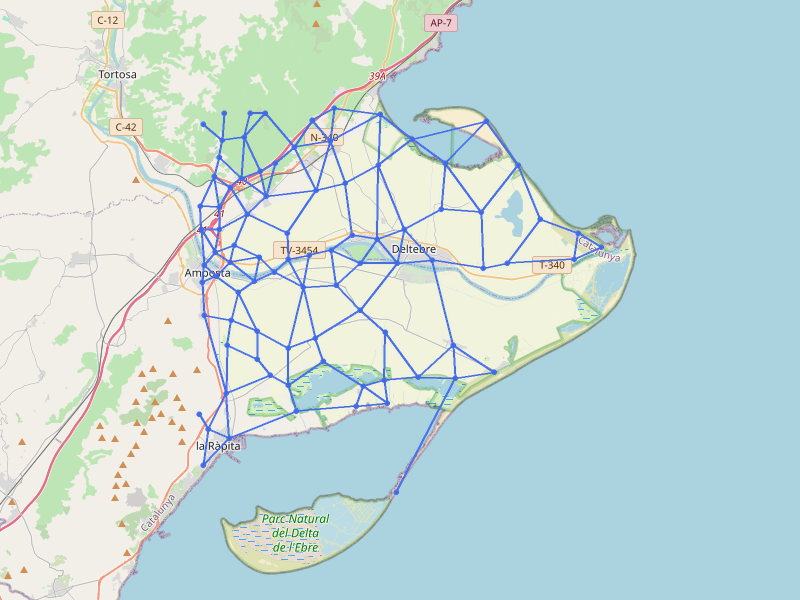 C-12
AP-7
Tortosa
39A
C-42
N-340
40
41
TV-3454
Deltebre
Catalunya
T-340
Amposta
la Ràpita
Catalunya
Parc Natural
del Delta
de l'Ebre